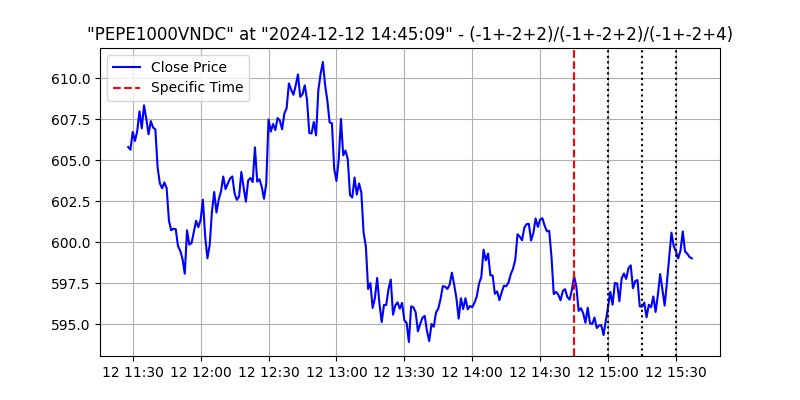 "PEPE1000VNDC" at "2024-12-12 14:45:09" - (-1+-2+2)/(-1+-2+2)/(-1+-2+4)
Close Price
Specific Time
610.0
607.5
605.0
602.5
600.0
597.5
595.0
12 11:30 12 12:00 12 12:30 12 13:00 12 13:30 12 14:00 12 14:30 12 15:00 12 15:30